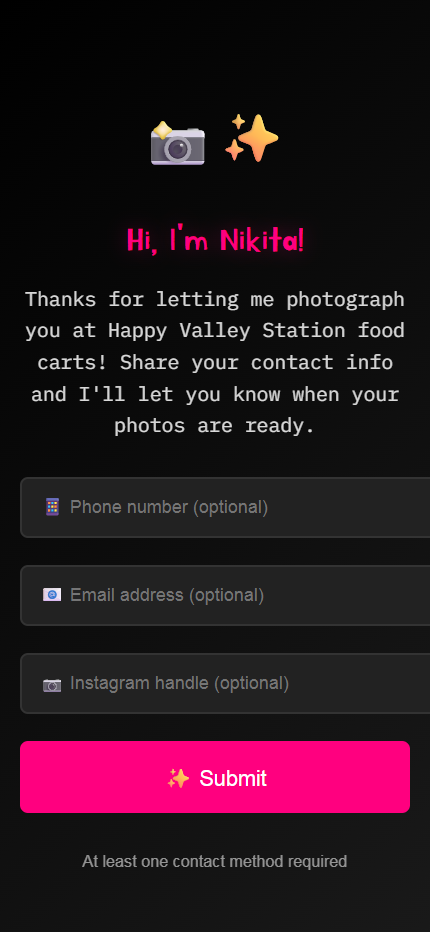 Hi, I'm Nikita!
Thanks for letting me photograph
you at Happy Valley Station food
carts! Share your contact info
and I'll let you know when your
photos are ready.
Phone number (optional)
Email address (optional)
Instagram handle (optional)
Submit
At least one contact method required